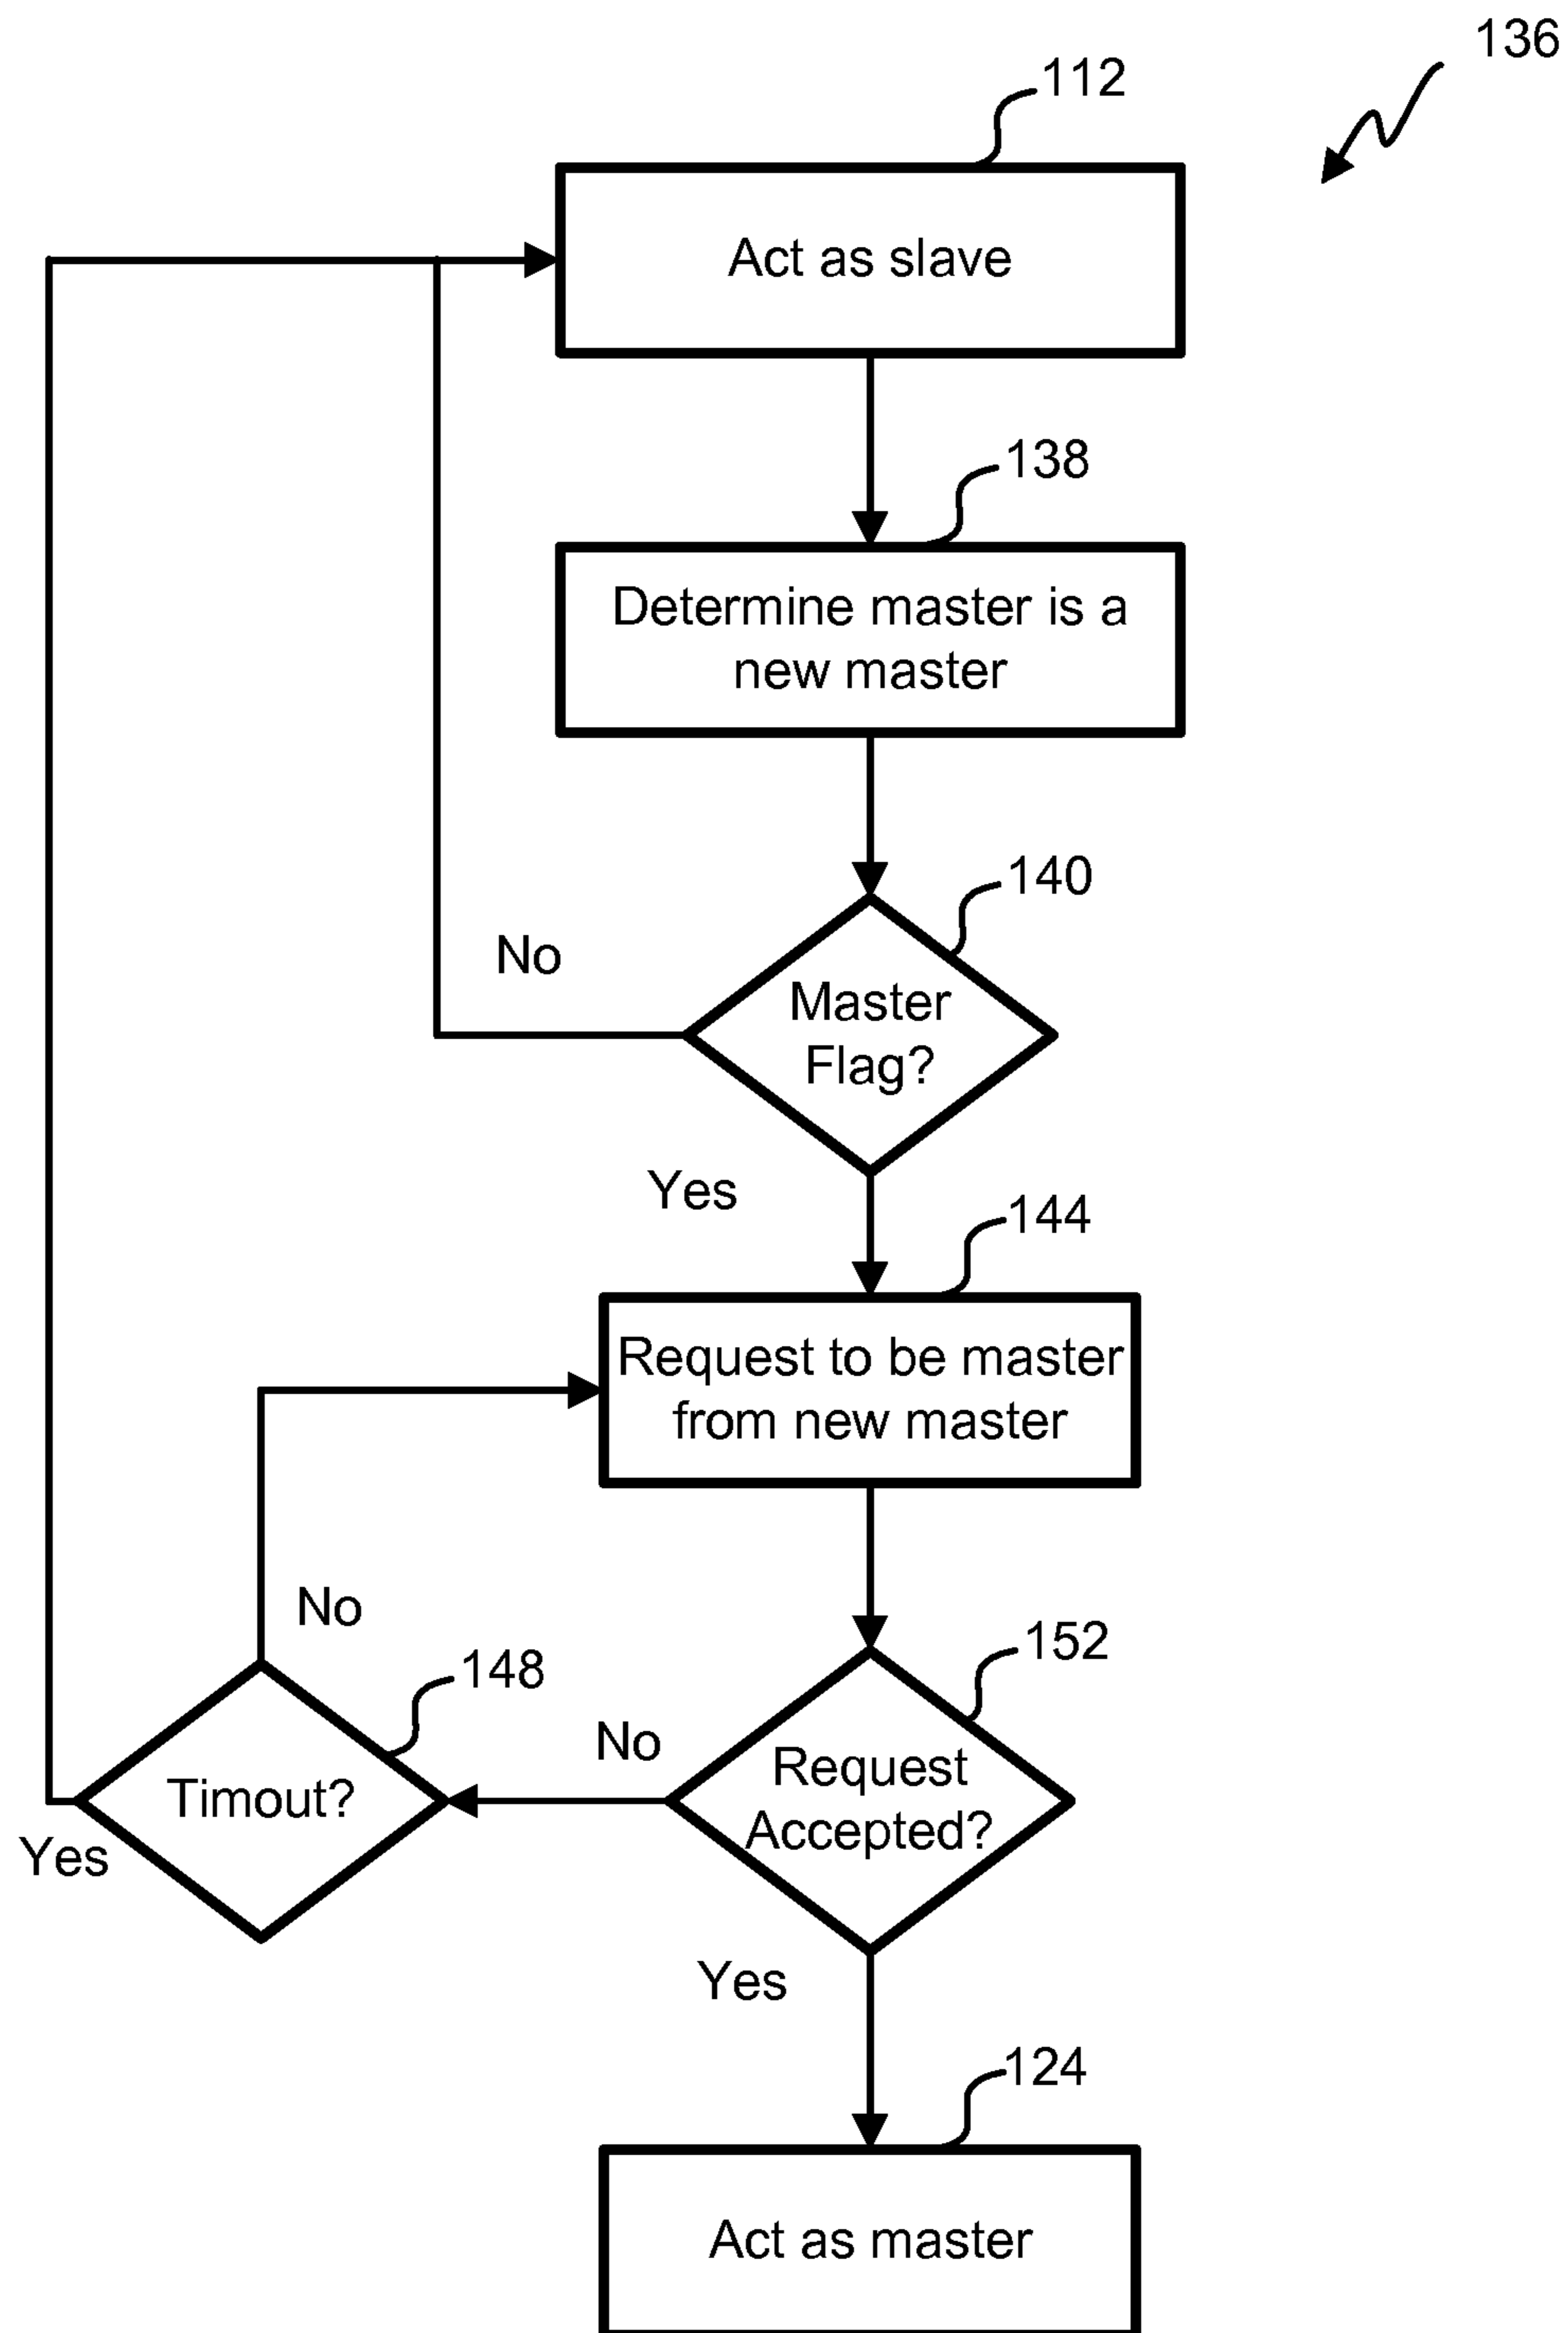 136
112
Act as slave
138
Determine master is a
new master
140
No
Master
Flag?
Yes
144
Request to be master
from new master
No
152
148
No
Request
Accepted?
Timout?
Yes
Yes
124
Act as master